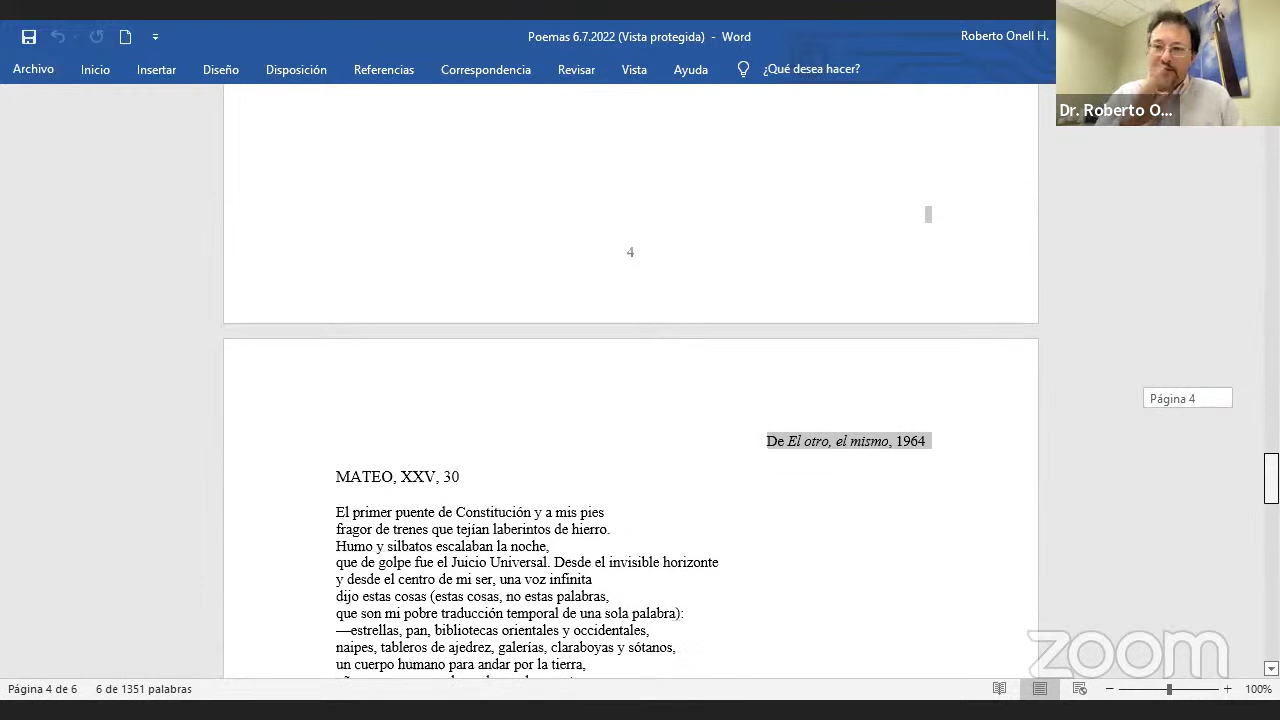 Poemas 6.7.2022 (Vista protegida) - Word
Roberto Onell H.
Archivo Inicio Insertar Diseño Disposición Referencias Correspondencia Revisar Vista Ayuda ¿Qué desea hacer?
Dr. Roberto O...
4
Página 4
De El otro, el mismo, 1964
MATEO, XXV, 30
El primer puente de Constitución y a mis pies
fragor de trenes que tejían laberintos de hierro.
Humo y silbatos escalaban la noche,
que de golpe fue el Juicio Universal. Desde el invisible horizonte
y desde el centro de mi ser, una voz infinita
dijo estas cosas (estas cosas, no estas palabras,
que son mi pobre traducción temporal de una sola palabra):
—estrellas, pan, bibliotecas orientales y occidentales,
naipes, tableros de ajedrez, galerías, claraboyas y sótanos,
un cuerpo humano para andar por la tierra,
zoom
Página 4 de 6 6 de 1351 palabras
100%